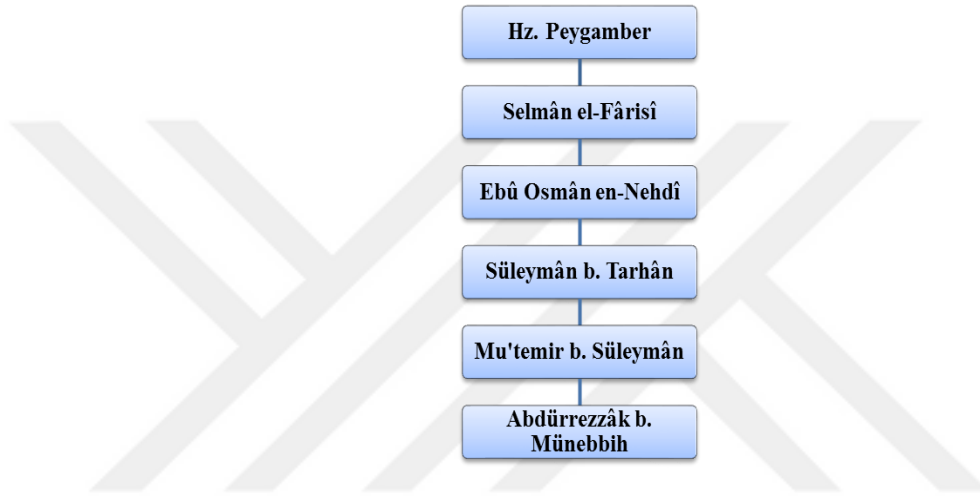 Hz. Peygamber
Selmân el-Fârisî
Ebû Osmân en-Nehdî
Süleymân b. Tarhân
Mu'temir b. Süleymân
Abdürrezzâk b.
Münebbih